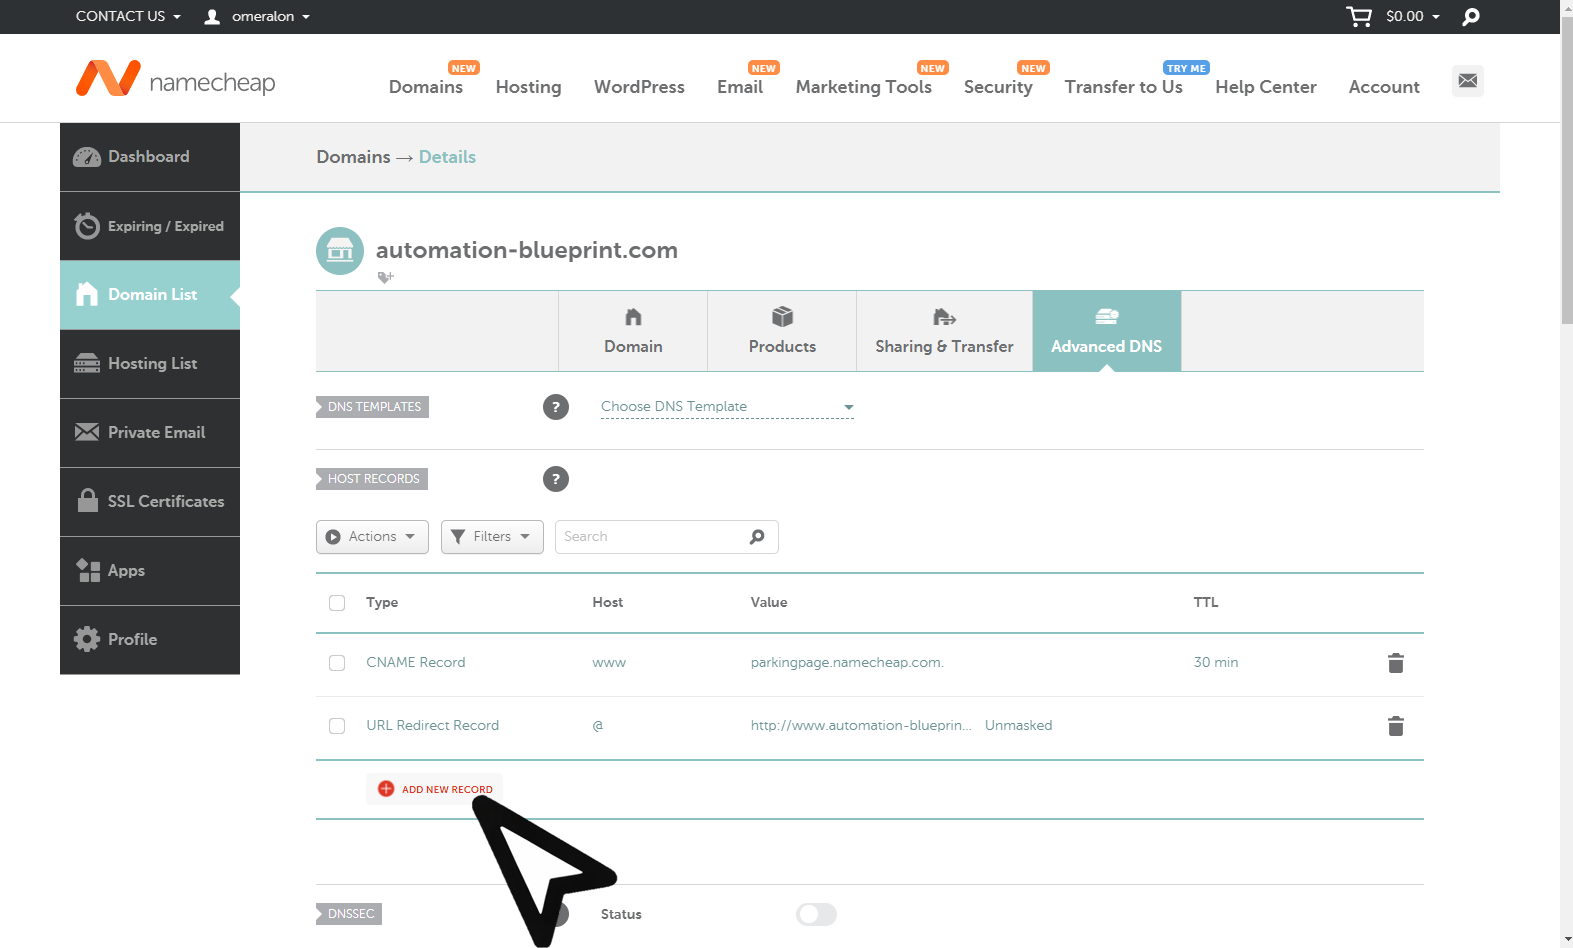 CONTACT US omeralon $0.00
namecheap
Domains NEW Hosting WordPress Email NEW Marketing Tools NEW Security NEW Transfer to Us TRY ME Help Center Account
Dashboard
Expiring / Expired
Domain List
Hosting List
Private Email
SSL Certificates
Apps
Profile
Domains → Details
automation-blueprint.com
Domain Products Sharing & Transfer Advanced DNS
DNS TEMPLATES ? Choose DNS Template
HOST RECORDS ?
Actions Filters Search
Type Host Value TTL
CNAME Record www parkingpage.namecheap.com. 30 min
URL Redirect Record @ http://www.automation-blueprin... Unmasked
ADD NEW RECORD
DNSSEC Status